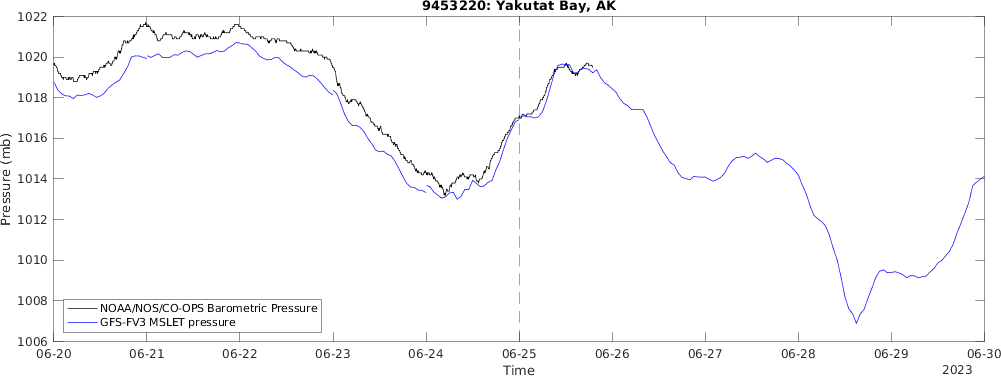 9453220: Yakutat Bay, AK
Pressure (mb)
1022
1020
1018
1016
1014
1012
1010
1008
1006
NOAA/NOS/CO-OPS Barometric Pressure
GFS-FV3 MSLET pressure
06-20 06-21 06-22 06-23 06-24 06-25 06-26 06-27 06-28 06-29 06-30
Time
2023